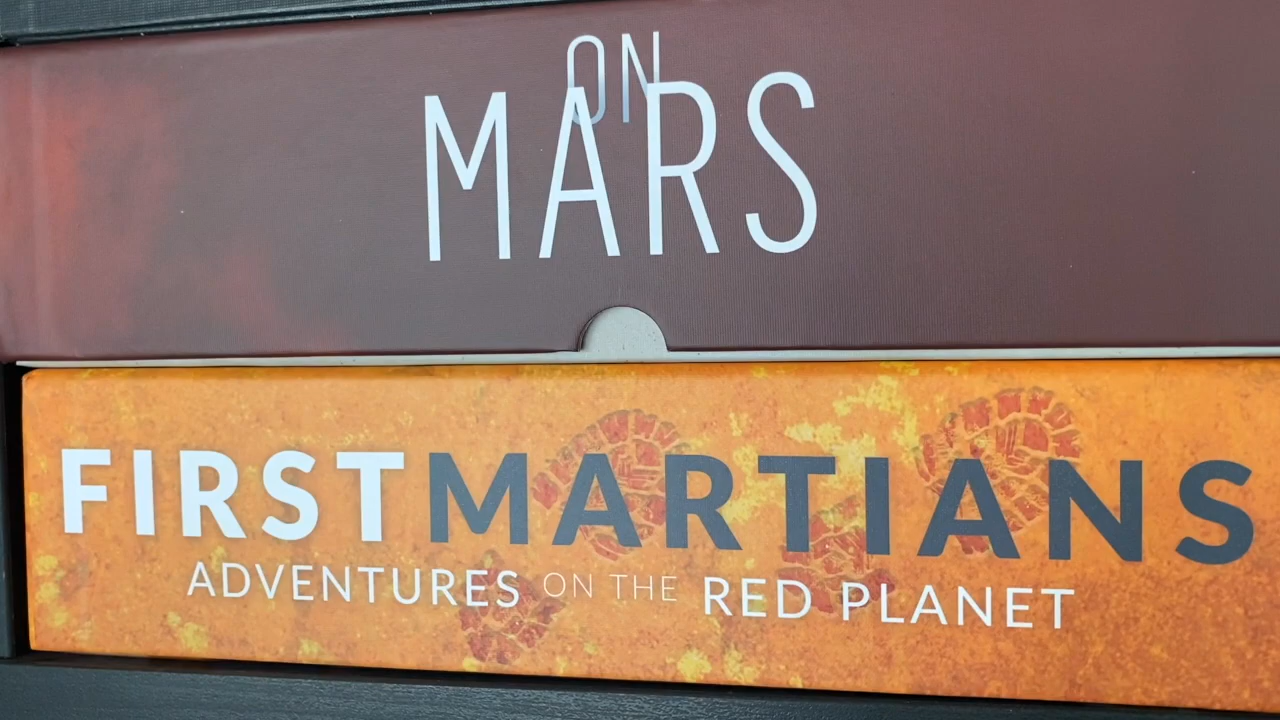 ON
MARS
FIRSTMARTIANS
ADVENTURES ON THE RED PLANET